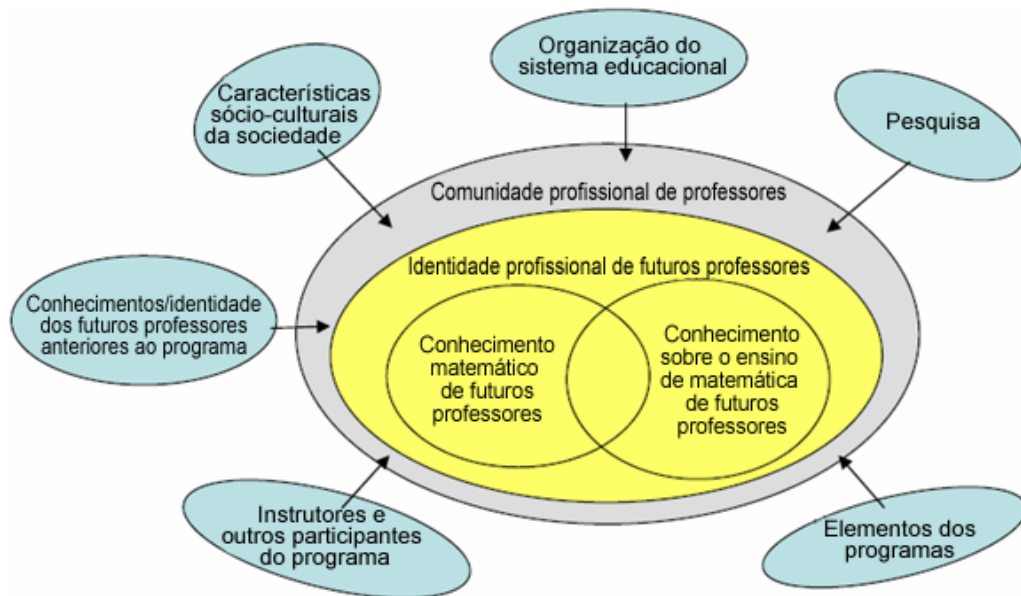 Organização do
sistema educacional
Características
sócio-culturais
da sociedade
Pesquisa
Comunidade profissional de professores
Identidade profissional de futuros professores
Conhecimentos/identidade
dos futuros professores
anteriores ao programa
Conhecimento
matemático
de futuros
professores
Conhecimento
sobre o ensino
de matemática
de futuros
professores
Instrutores e
outros participantes
do programa
Elementos dos
programas